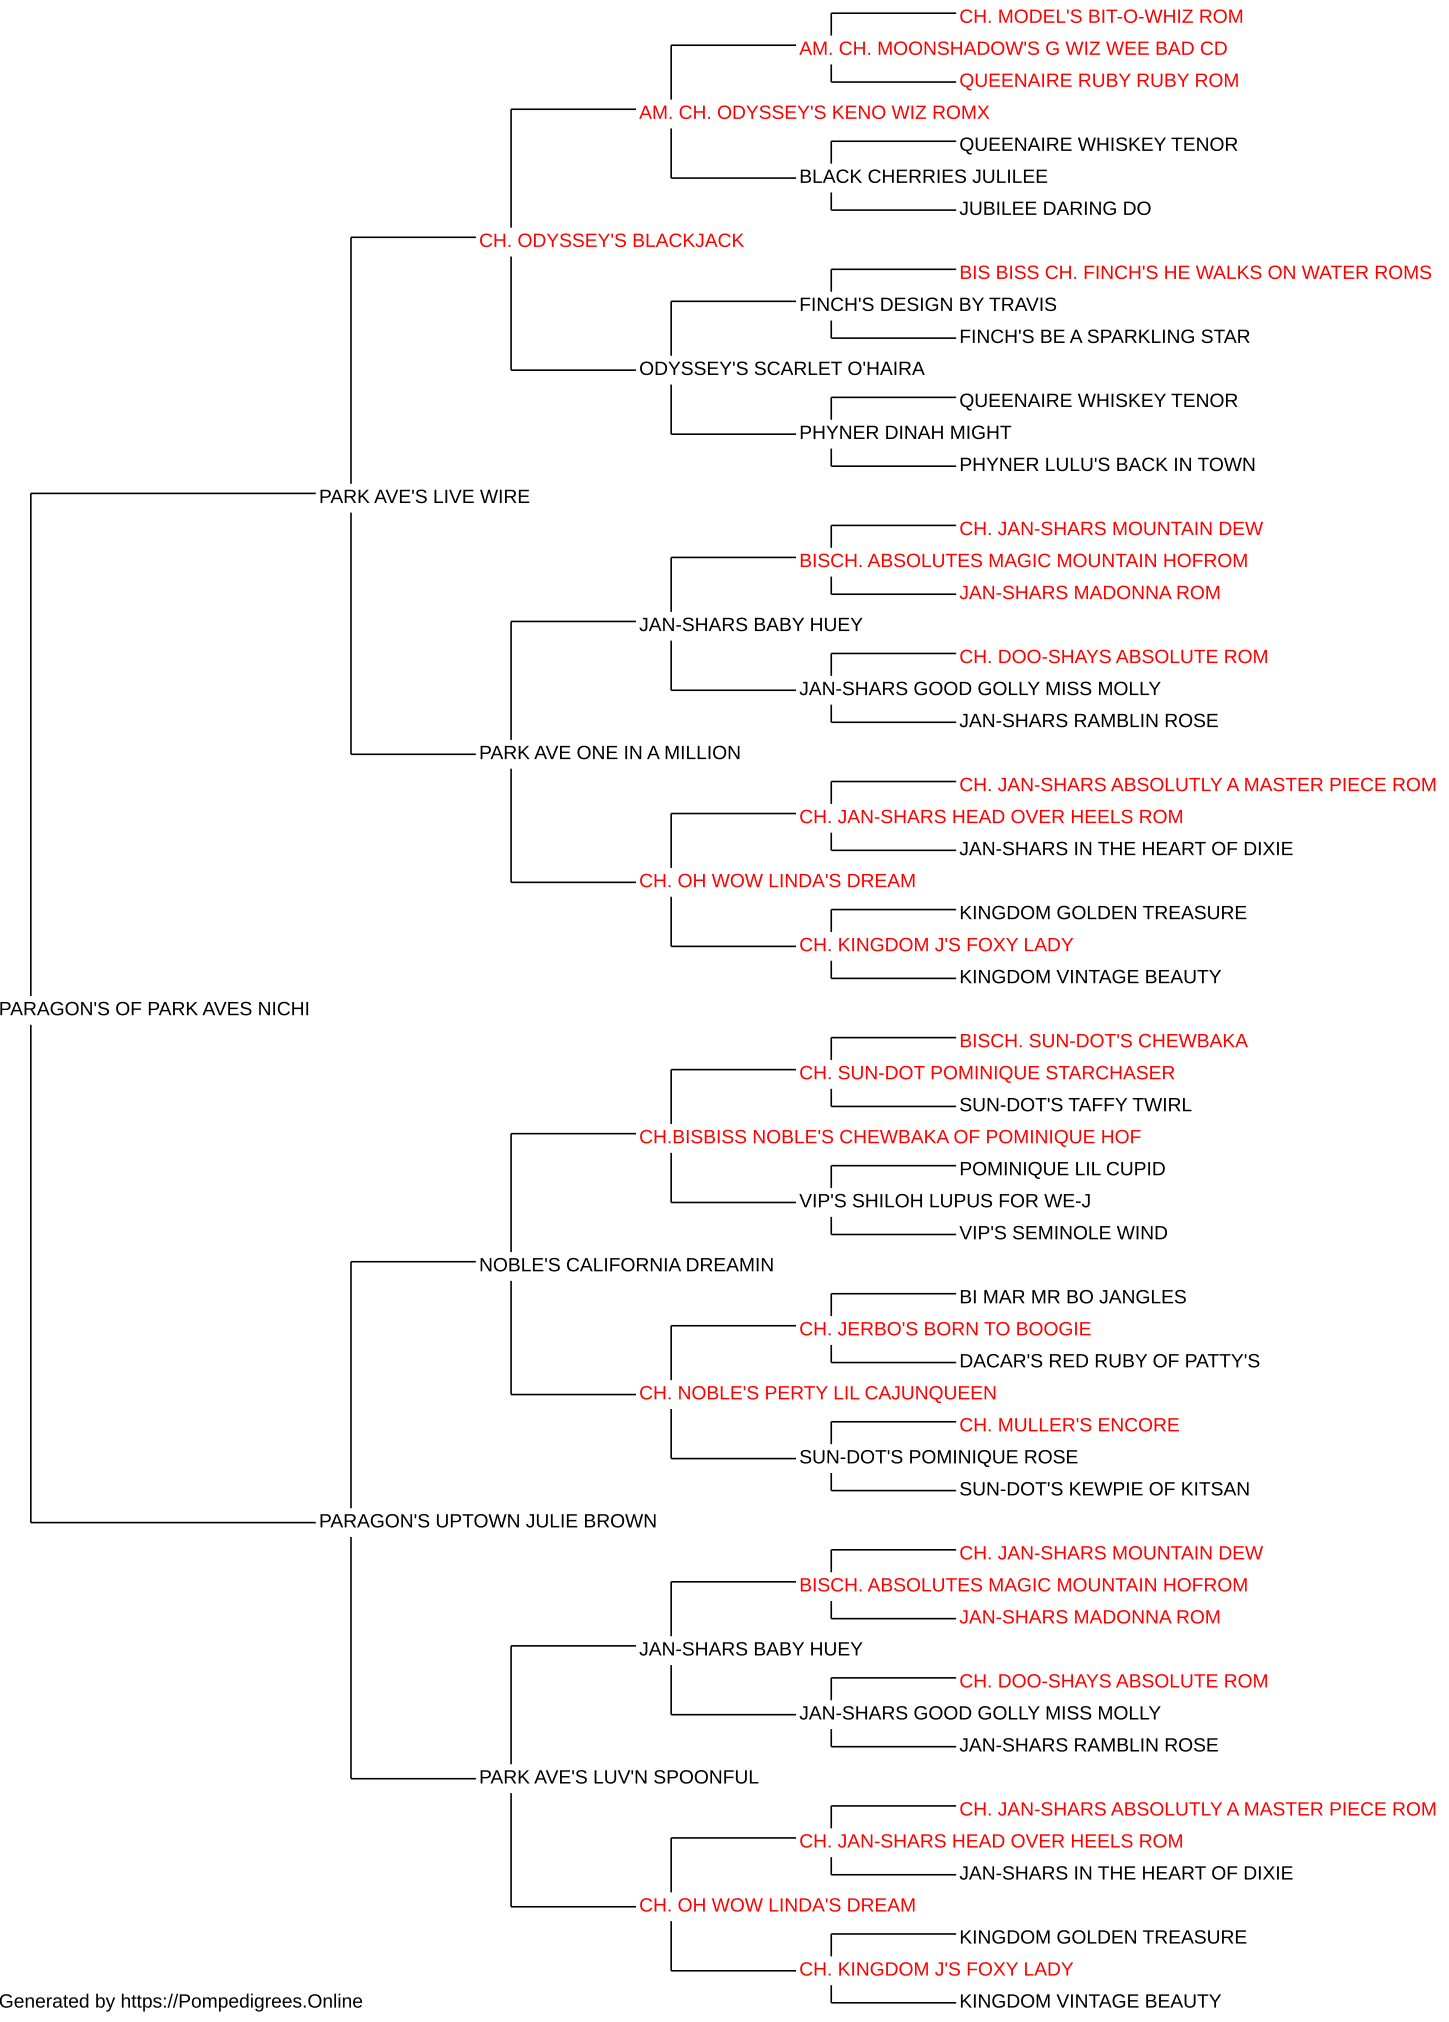 CH. MODEL'S BIT-O-WHIZ ROM
AM. CH. MOONSHADOW'S G WIZ WEE BAD CD
QUEENAIRE RUBY RUBY ROM
AM. CH. ODYSSEY'S KENO WIZ ROMX
QUEENAIRE WHISKEY TENOR
BLACK CHERRIES JULILEE
JUBILEE DARING DO
CH. ODYSSEY'S BLACKJACK
BIS BISS CH. FINCH'S HE WALKS ON WATER ROMS
FINCH'S DESIGN BY TRAVIS
FINCH'S BE A SPARKLING STAR
ODYSSEY'S SCARLET O'HAIRA
QUEENAIRE WHISKEY TENOR
PHYNER DINAH MIGHT
PHYNER LULU'S BACK IN TOWN
PARK AVE'S LIVE WIRE
CH. JAN-SHARS MOUNTAIN DEW
BISCH. ABSOLUTES MAGIC MOUNTAIN HOFROM
JAN-SHARS MADONNA ROM
JAN-SHARS BABY HUEY
CH. DOO-SHAYS ABSOLUTE ROM
JAN-SHARS GOOD GOLLY MISS MOLLY
JAN-SHARS RAMBLIN ROSE
PARK AVE ONE IN A MILLION
CH. JAN-SHARS ABSOLUTLY A MASTER PIECE ROM
CH. JAN-SHARS HEAD OVER HEELS ROM
JAN-SHARS IN THE HEART OF DIXIE
CH. OH WOW LINDA'S DREAM
KINGDOM GOLDEN TREASURE
CH. KINGDOM J'S FOXY LADY
KINGDOM VINTAGE BEAUTY
PARAGON'S OF PARK AVES NICHI
BISCH. SUN-DOT'S CHEWBAKA
CH. SUN-DOT POMINIQUE STARCHASER
SUN-DOT'S TAFFY TWIRL
CH.BISBISS NOBLE'S CHEWBAKA OF POMINIQUE HOF
POMINIQUE LIL CUPID
VIP'S SHILOH LUPUS FOR WE-J
VIP'S SEMINOLE WIND
NOBLE'S CALIFORNIA DREAMIN
BI MAR MR BO JANGLES
CH. JERBO'S BORN TO BOOGIE
DACAR'S RED RUBY OF PATTY'S
CH. NOBLE'S PERTY LIL CAJUNQUEEN
CH. MULLER'S ENCORE
SUN-DOT'S POMINIQUE ROSE
SUN-DOT'S KEWPIE OF KITSAN
PARAGON'S UPTOWN JULIE BROWN
CH. JAN-SHARS MOUNTAIN DEW
BISCH. ABSOLUTES MAGIC MOUNTAIN HOFROM
JAN-SHARS MADONNA ROM
JAN-SHARS BABY HUEY
CH. DOO-SHAYS ABSOLUTE ROM
JAN-SHARS GOOD GOLLY MISS MOLLY
JAN-SHARS RAMBLIN ROSE
PARK AVE'S LUV'N SPOONFUL
CH. JAN-SHARS ABSOLUTLY A MASTER PIECE ROM
CH. JAN-SHARS HEAD OVER HEELS ROM
JAN-SHARS IN THE HEART OF DIXIE
CH. OH WOW LINDA'S DREAM
KINGDOM GOLDEN TREASURE
CH. KINGDOM J'S FOXY LADY
KINGDOM VINTAGE BEAUTY
Generated by https://Pompedigrees.Online